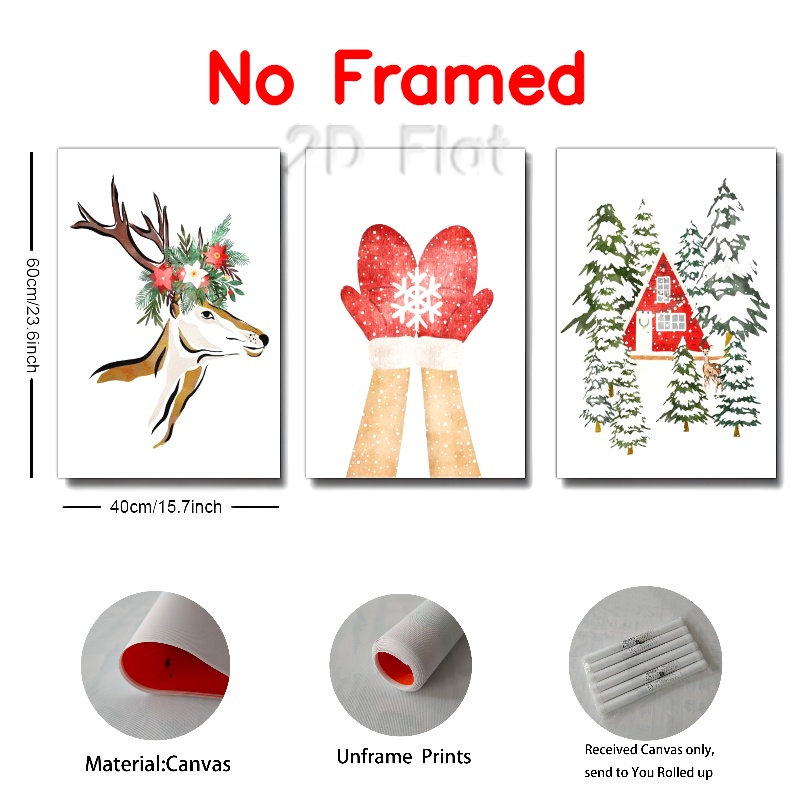 No Framed
2D Flat
60cm/23.6inch
40cm/15.7inch
Material:Canvas
Unframe Prints
Received Canvas only,
send to You Rolled up